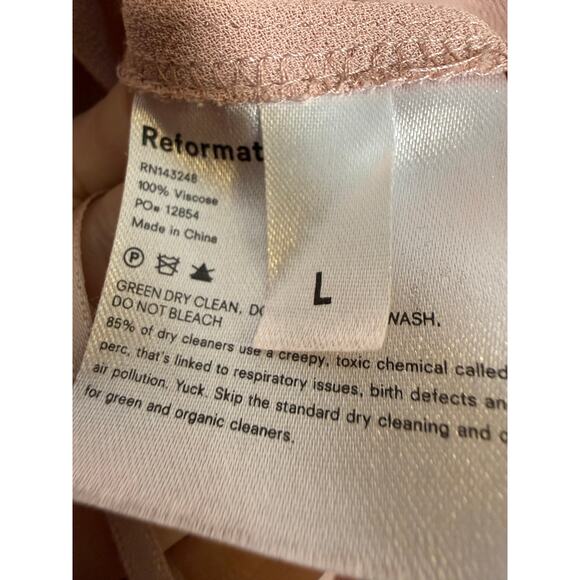 Reformat
RN143248
100% Viscose
PO# 12854
Made in China
P
L
GREEN DRY CLEAN. DO WASH.
DO NOT BLEACH
85% of dry cleaners use a creepy, toxic chemical called
perc, that's linked to respiratory issues, birth defects an
air pollution. Yuck. Skip the standard dry cleaning and
for green and organic cleaners.